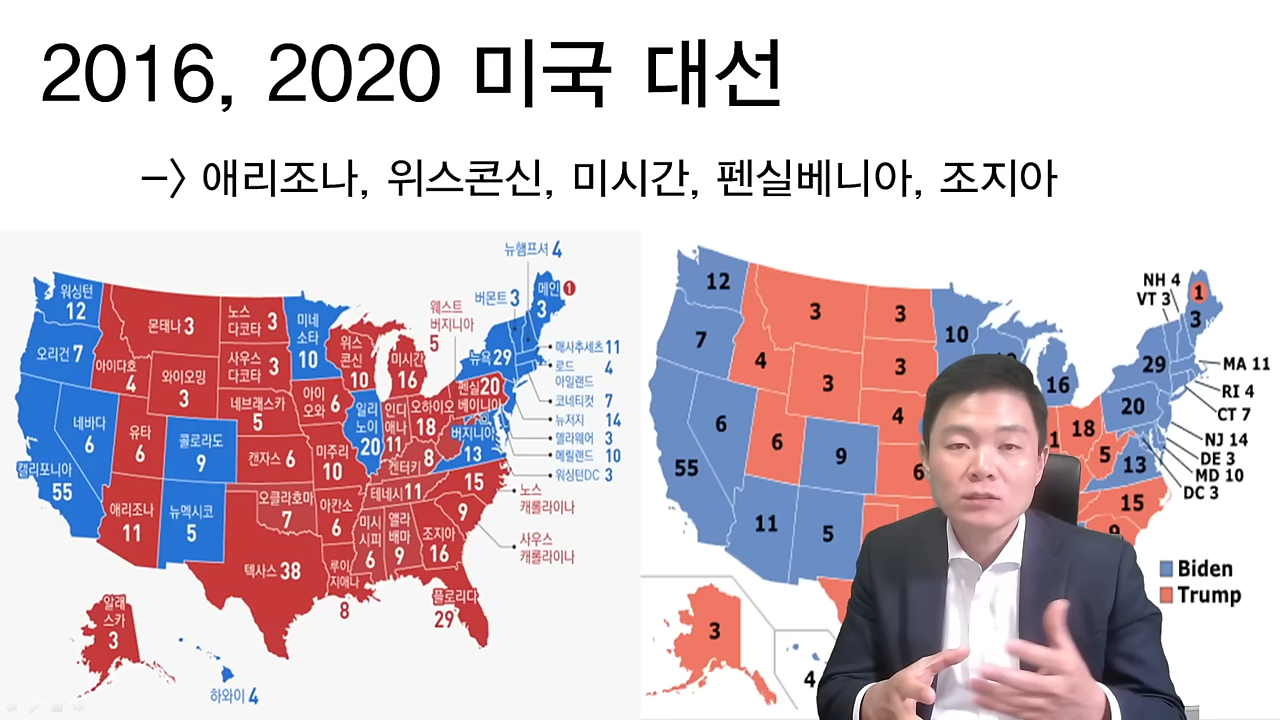 2016, 2020 미국 대선
-> 애리조나, 위스콘신, 미시간, 펜실베니아, 조지아
뉴햄프셔 4
버몬트 3
메인 1
3
워싱턴
12
몬태나 3
노스
다코타 3
미네
소타
10
위스
콘신
10
미시간
16
웨스트
버지니아
5
뉴욕 29
매사추세츠 11
로드
아일랜드 4
코네티컷 7
뉴저지 14
델라웨어 3
메릴랜드 10
워싱턴DC 3
오리건 7
아이다호
4
와이오밍
3
사우스
다코타 3
네브래스카
5
아이
오와 6
일리
노이
20
인디
애나
11
오하이오
18
펜실 20
베이니아
버지니아
13
네바다
6
유타
6
콜로라도
9
캔자스 6
미주리
10
켄터키 8
캘리포니아
55
애리조나
11
뉴멕시코
5
오클라호마
7
아칸소
6
테네시 11
15
노스
캐롤라이나
9
사우스
캐롤라이나
미시
시피
6
앨라
배마
9
조지아
16
텍사스 38
루이
지애나
8
플로리다
29
알래
스카
3
하와이 4
NH 4
VT 3
1
3
12
3
3
10
7
4
3
3
16
29
MA 11
RI 4
CT 7
NJ 14
DE 3
MD 10
DC 3
6
6
9
4
6
18
20
5
13
55
11
5
15
9
3
4
Biden
Trump